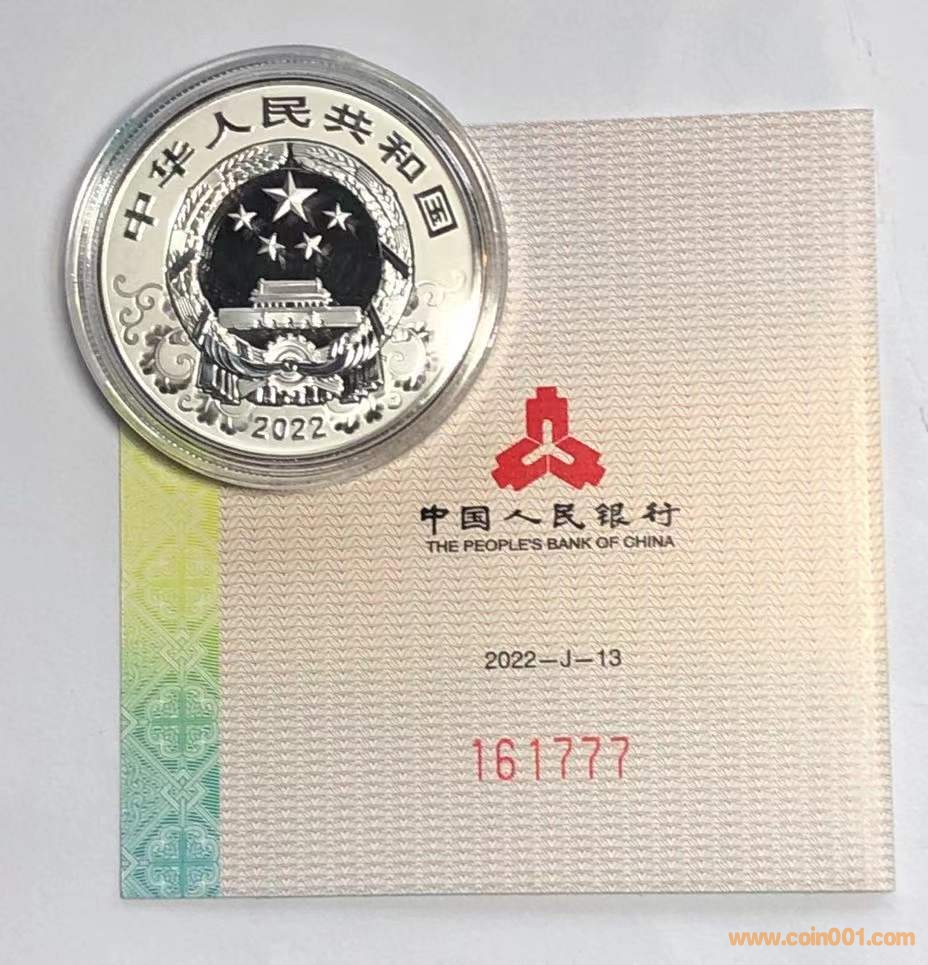 中华人民共和国
2022
中国人民银行
THE PEOPLE'S BANK OF CHINA
2022-J-13
161777
www.coin001.com